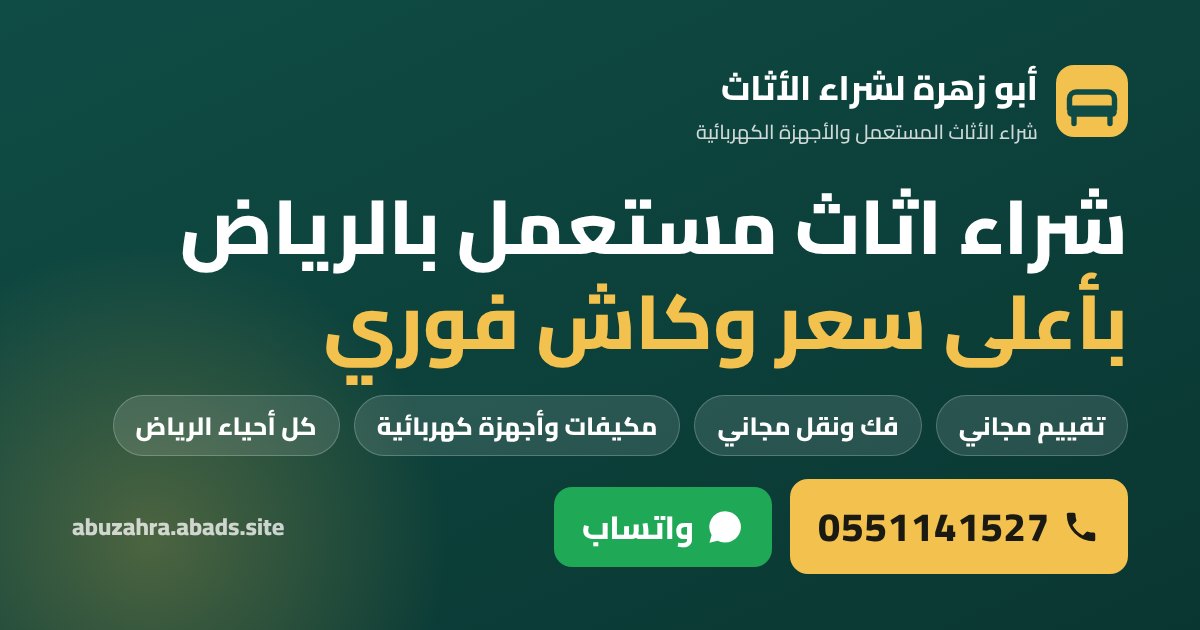 أبو زهرة لشراء الأثاث
شراء الأثاث المستعمل والأجهزة الكهربائية
شراء اثاث مستعمل بالرياض
بأعلى سعر وكاش فوري
تقييم مجاني
فك ونقل مجاني
مكيفات وأجهزة كهربائية
كل أحياء الرياض
0551141527
واتساب
abuzahra.abads.site